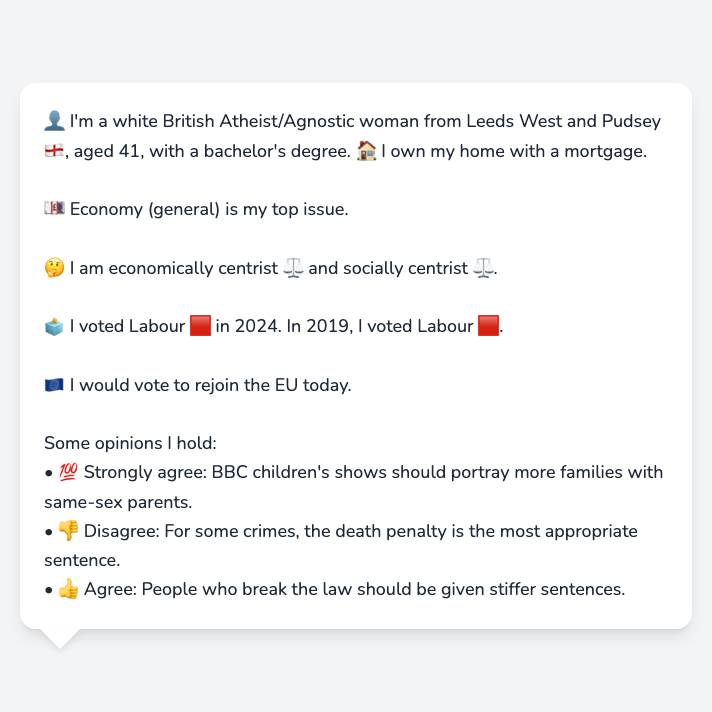 👤 I'm a white British Atheist/Agnostic woman from Leeds West and Pudsey
🏴󠁧󠁢󠁥󠁮󠁧󠁿, aged 41, with a bachelor's degree. 🏠 I own my home with a mortgage.
💷 Economy (general) is my top issue.
🤔 I am economically centrist ⚖️ and socially centrist ⚖️.
🗳️ I voted Labour 🟥 in 2024. In 2019, I voted Labour 🟥.
🇪🇺 I would vote to rejoin the EU today.
Some opinions I hold:
• 💯 Strongly agree: BBC children's shows should portray more families with
same-sex parents.
• 👎 Disagree: For some crimes, the death penalty is the most appropriate
sentence.
• 👍 Agree: People who break the law should be given stiffer sentences.